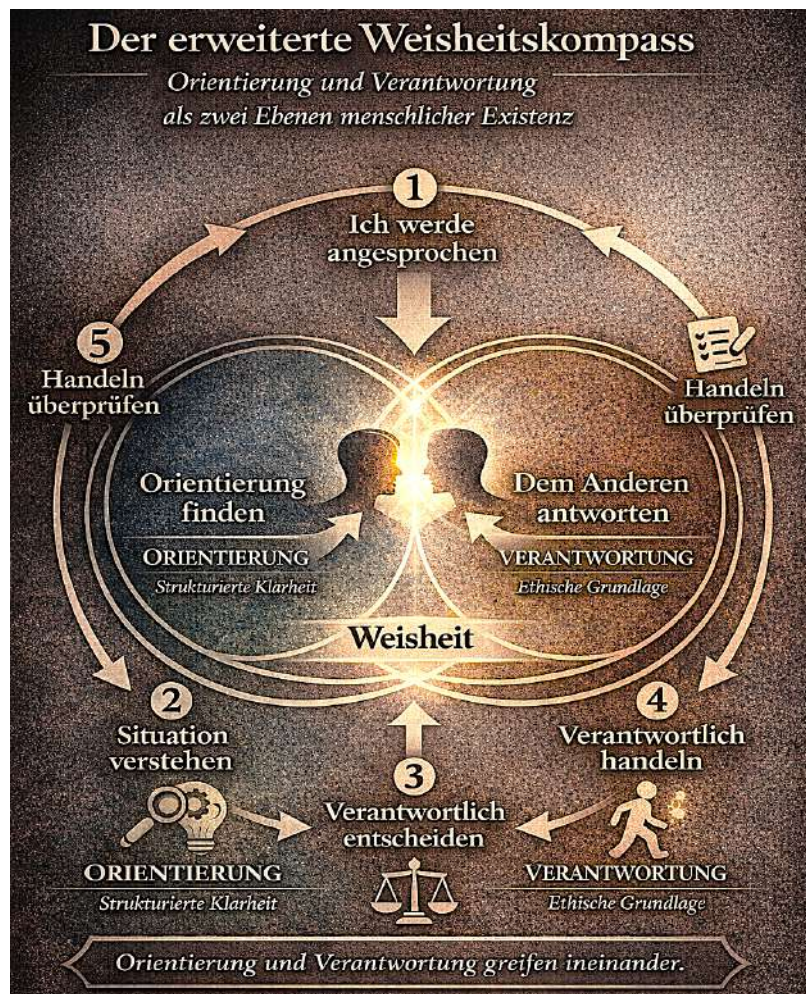 Der erweiterte Weisheitskompass
Orientierung und Verantwortung
als zwei Ebenen menschlicher Existenz
1
Ich werde
angesprochen
5
Handeln
überprüfen
Handeln
überprüfen
Orientierung
finden
ORIENTIERUNG
Strukturierte Klarheit
Dem Anderen
antworten
VERANTWORTUNG
Ethische Grundlage
Weisheit
2
Situation
verstehen
ORIENTIERUNG
Strukturierte Klarheit
3
Verantwortlich
entscheiden
4
Verantwortlich
handeln
VERANTWORTUNG
Ethische Grundlage
Orientierung und Verantwortung greifen ineinander.